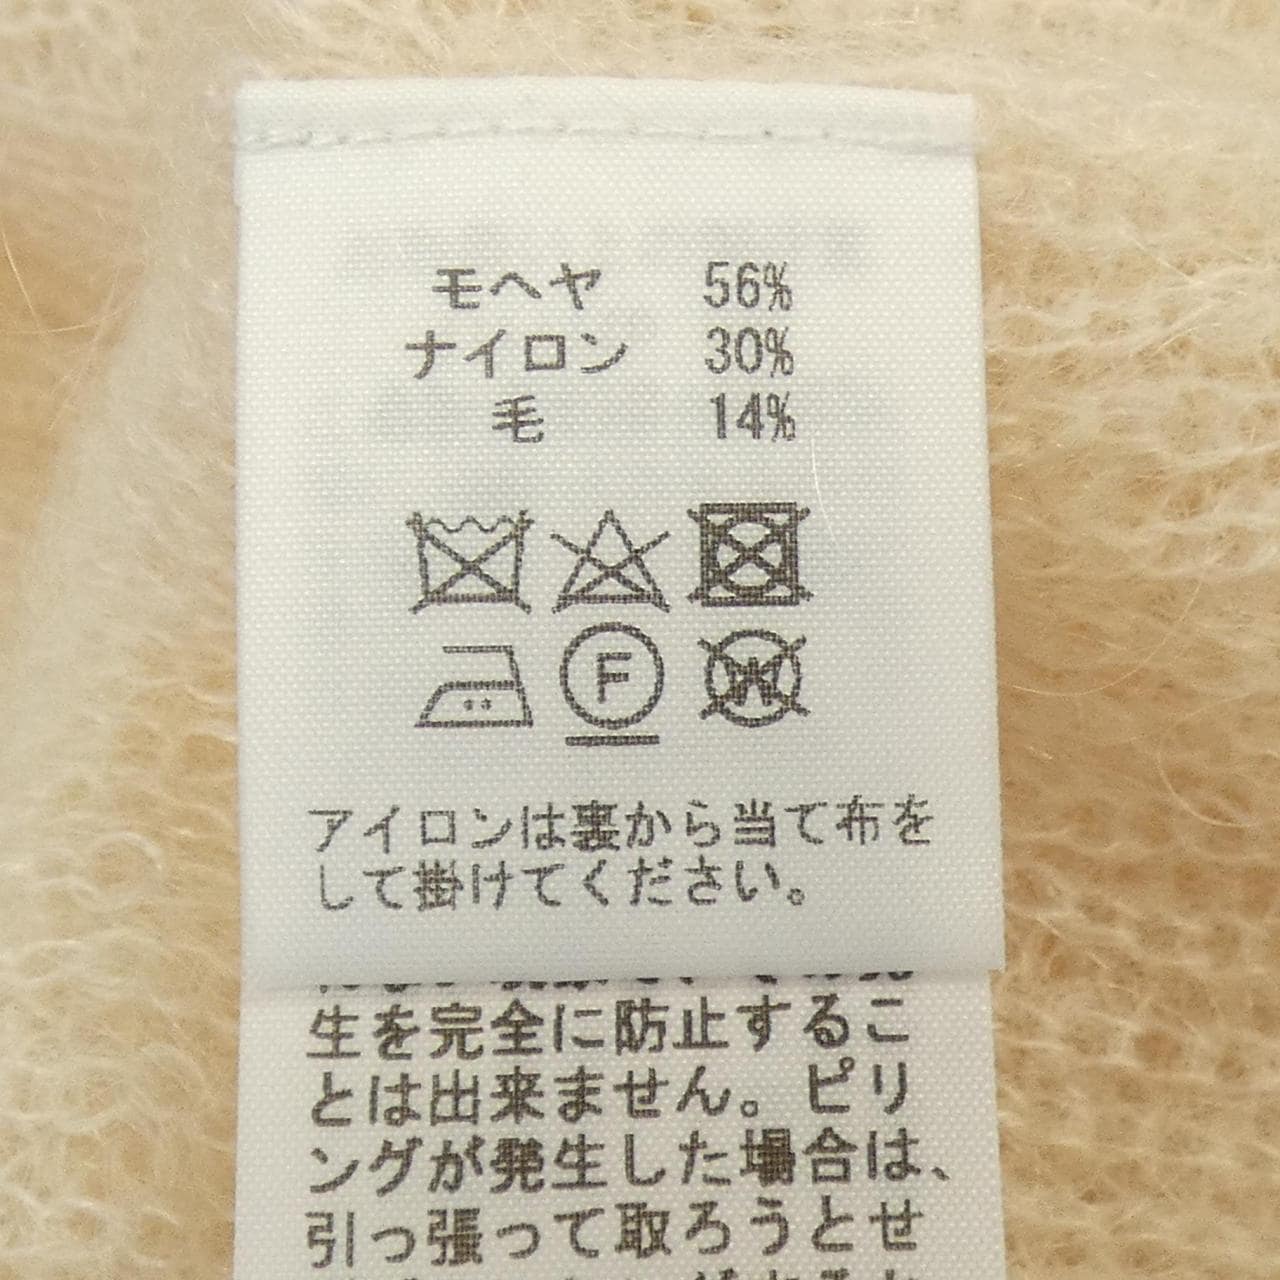 モヘヤ 56%
ナイロン 30%
毛 14%
F
W
アイロンは裏から当て布を
して掛けてください。
生を完全に防止するこ
とは出来ません。ピリ
ングが発生した場合は、
引っ張って取ろうとせ